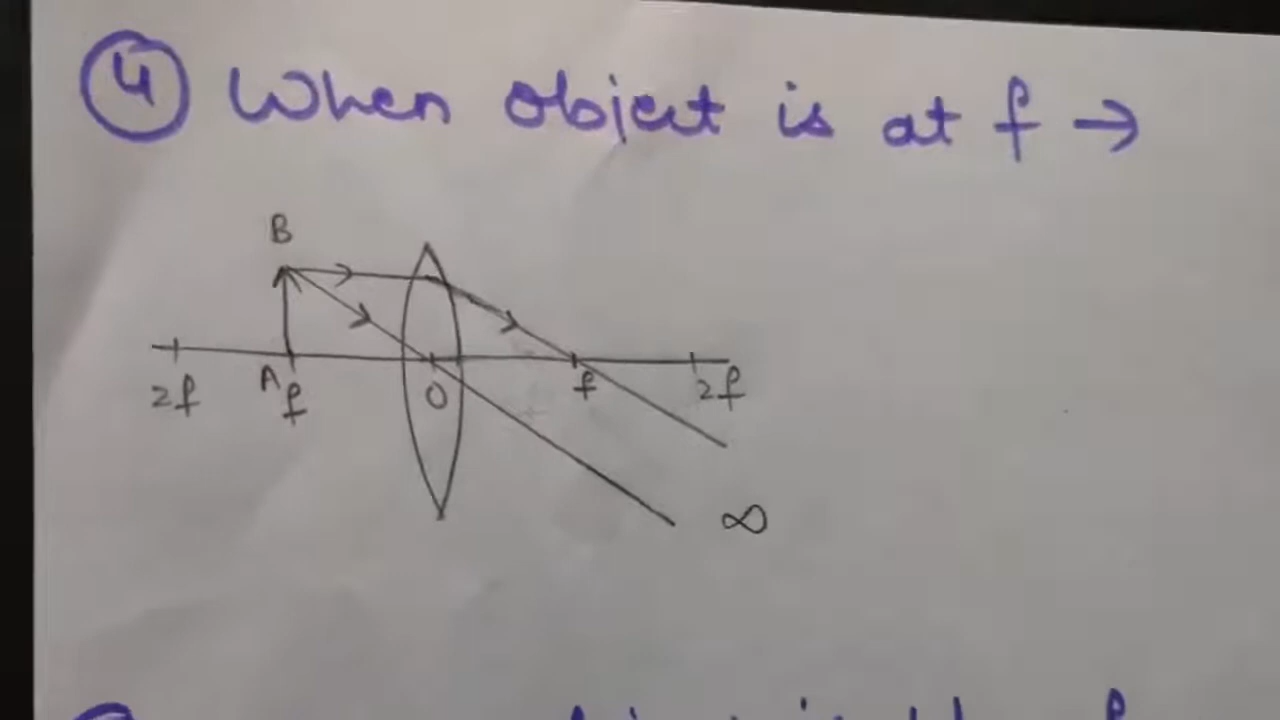 4 When object is at f →
B
2f A f O f 2f
∞